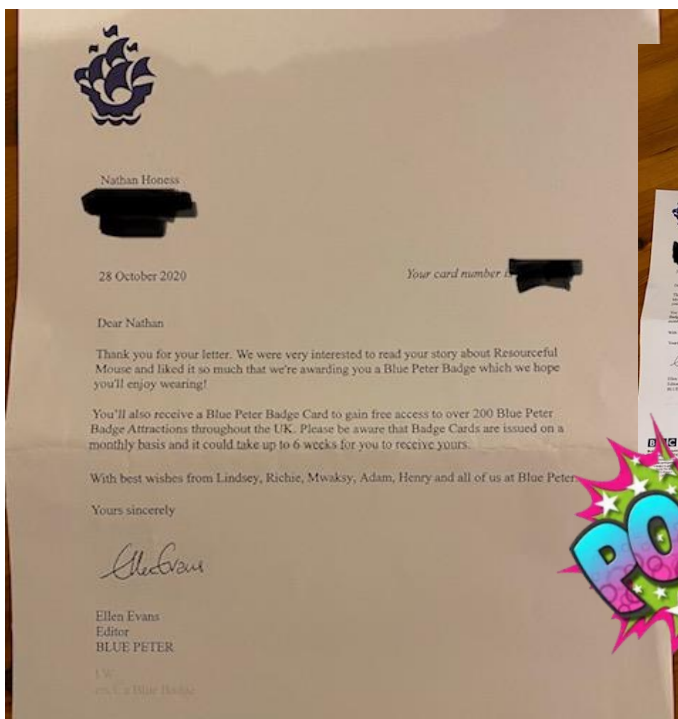 Nathan Honess
28 October 2020
Your card number is
Dear Nathan
Thank you for your letter. We were very interested to read your story about Resourceful
Mouse and liked it so much that we're awarding you a Blue Peter Badge which we hope
you'll enjoy wearing!
You'll also receive a Blue Peter Badge Card to gain free access to over 200 Blue Peter
Badge Attractions throughout the UK. Please be aware that Badge Cards are issued on a
monthly basis and it could take up to 6 weeks for you to receive yours.
With best wishes from Lindsey, Richie, Mwaksy, Adam, Henry and all of us at Blue Peter.
Yours sincerely
Ellen Evans
Ellen Evans
Editor
BLUE PETER
a Blue Badge
BBC
PO